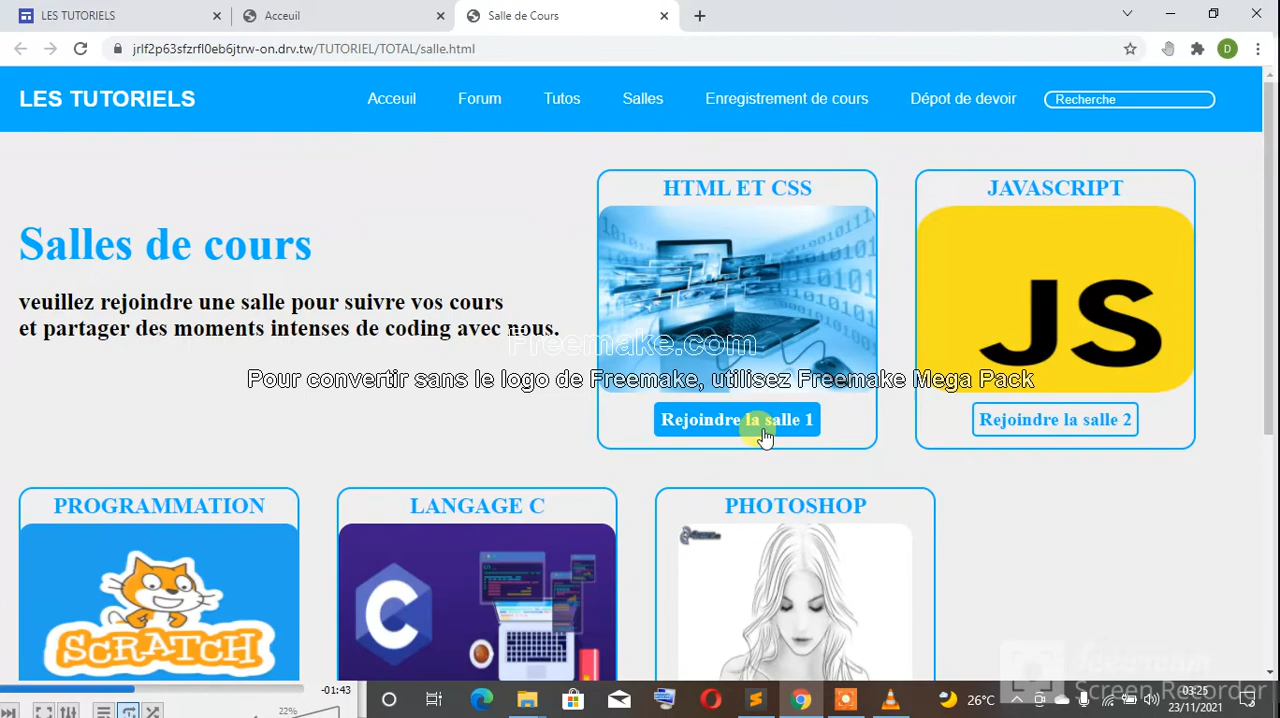 LES TUTORIELS
Acceuil
Salle de Cours
jrlf2p63sfzrfl0eb6jtrw-on.drv.tw/TUTORIEL/TOTAL/salle.html
D
LES TUTORIELS
Acceuil
Forum
Tutos
Salles
Enregistrement de cours
Dépot de devoir
Recherche
Salles de cours
veuillez rejoindre une salle pour suivre vos cours
et partager des moments intenses de coding avec nous.
HTML ET CSS
Rejoindre la salle 1
JAVASCRIPT
JS
Rejoindre la salle 2
Freemake.com
Pour convertir sans le logo de Freemake, utilisez Freemake Mega Pack
PROGRAMMATION
SCRATCH
LANGAGE C
C
PHOTOSHOP
Screen Recorder
-01:43
22%
26°C
03:25
23/11/2021